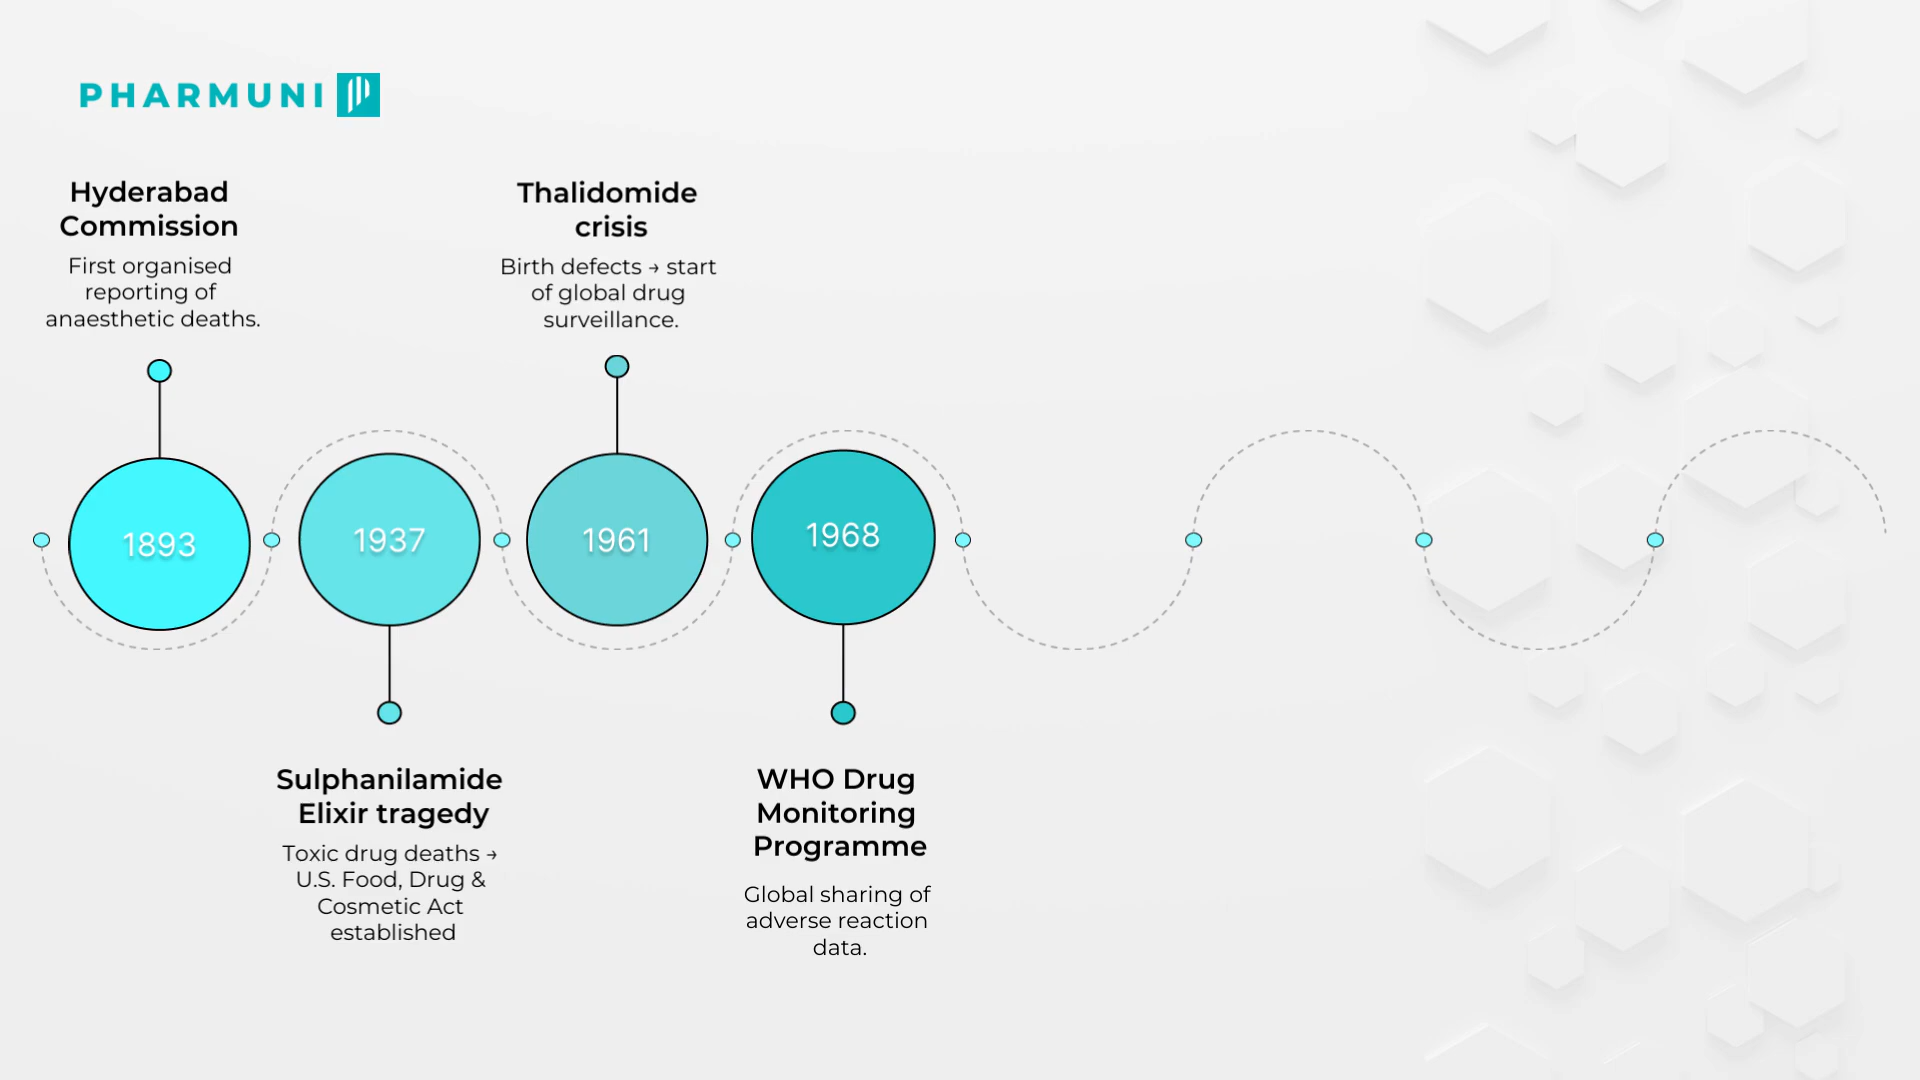 PHARMUNI
Hyderabad
Commission
First organised
reporting of
anaesthetic deaths.
Thalidomide
crisis
Birth defects → start
of global drug
surveillance.
1893
1937
1961
1968
Sulphanilamide
Elixir tragedy
Toxic drug deaths →
U.S. Food, Drug &
Cosmetic Act
established
WHO Drug
Monitoring
Programme
Global sharing of
adverse reaction
data.